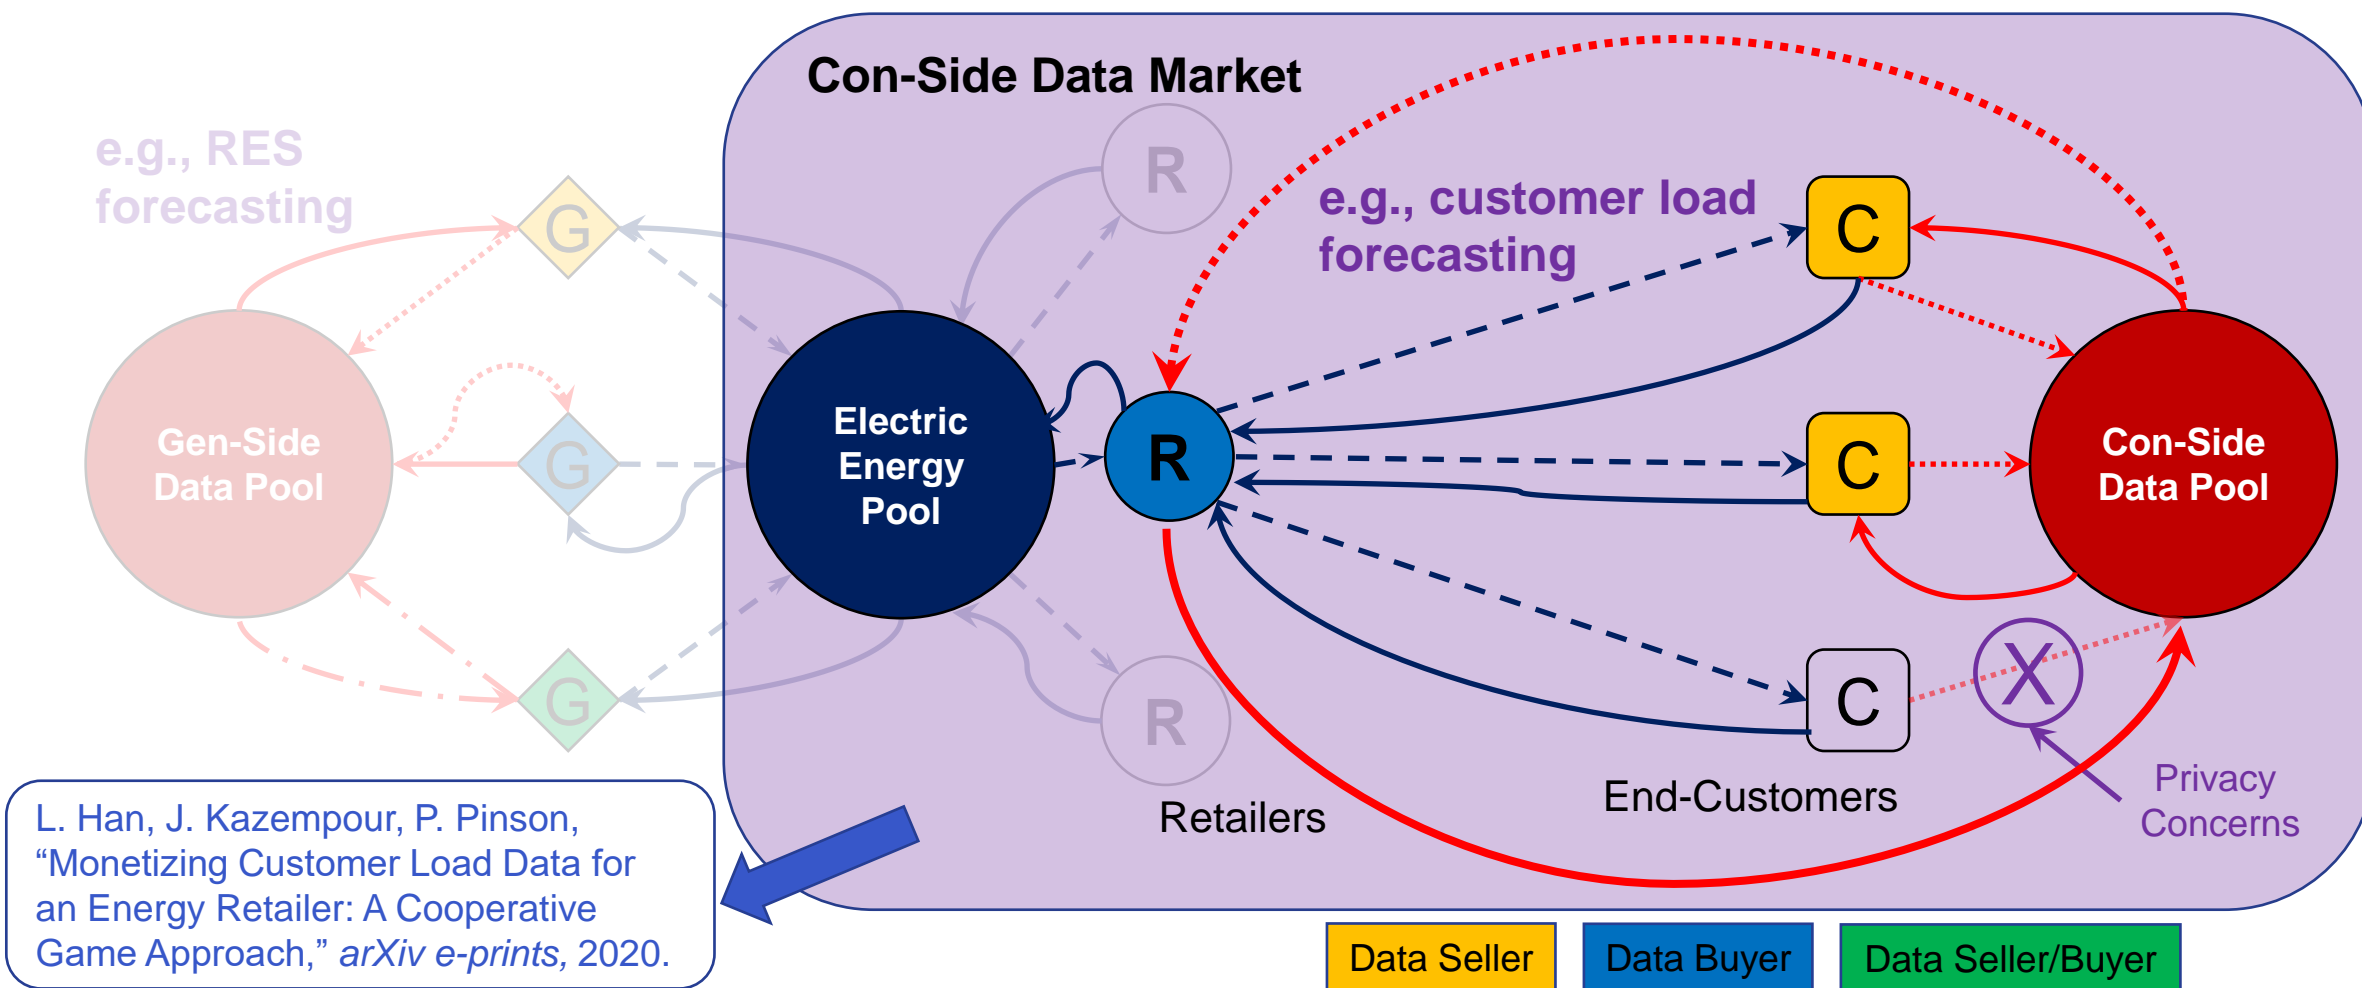 Con-Side Data Market
e.g., RES
forecasting
R
e.g., customer load
forecasting
G
C
Gen-Side
Data Pool
G
Electric
Energy
Pool
R
C
Con-Side
Data Pool
G
R
C
X
Privacy
Concerns
Retailers
End-Customers
L. Han, J. Kazempour, P. Pinson,
“Monetizing Customer Load Data for
an Energy Retailer: A Cooperative
Game Approach,” arXiv e-prints, 2020.
Data Seller
Data Buyer
Data Seller/Buyer